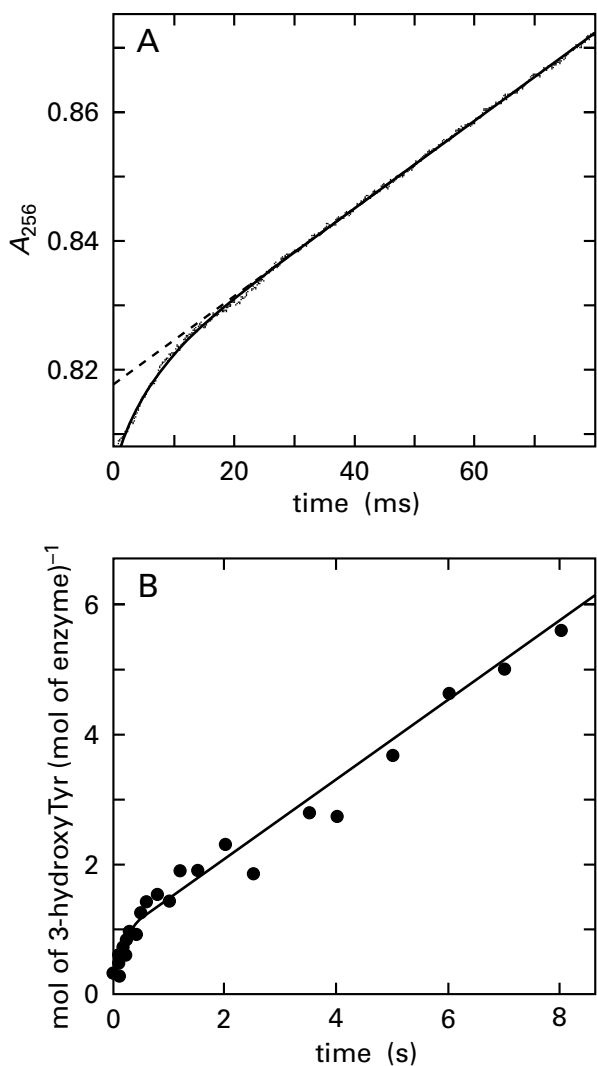 A
0.86
0.84
0.82
A256
0 20 40 60
time (ms)
B
6
4
2
0
mol of 3-hydroxyTyr (mol of enzyme)−1
0 2 4 6 8
time (s)